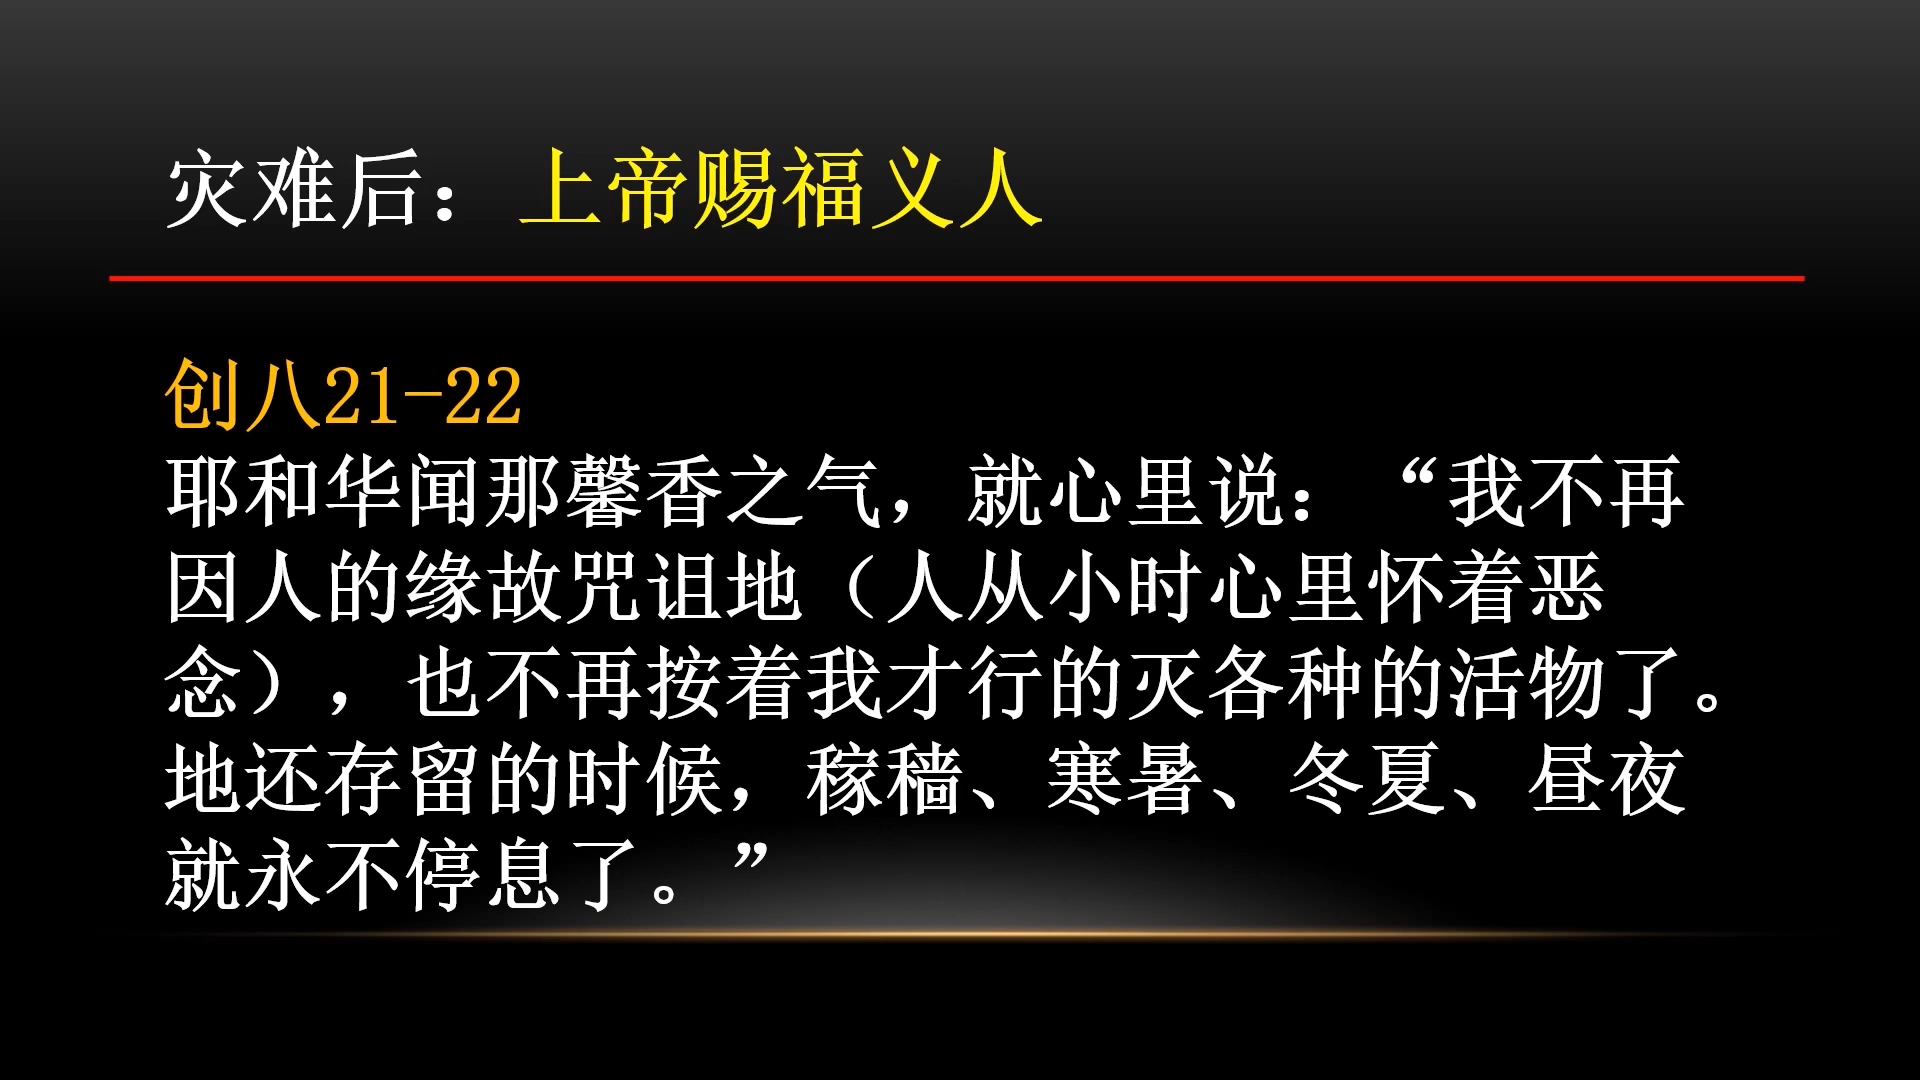 灾难后：上帝赐福义人
创八21-22
耶和华闻那馨香之气，就心里说：“我不再
因人的缘故咒诅地（人从小时心里怀着恶
念），也不再按着我才行的灭各种的活物了。
地还存留的时候，稼穑、寒暑、冬夏、昼夜
就永不停息了。”